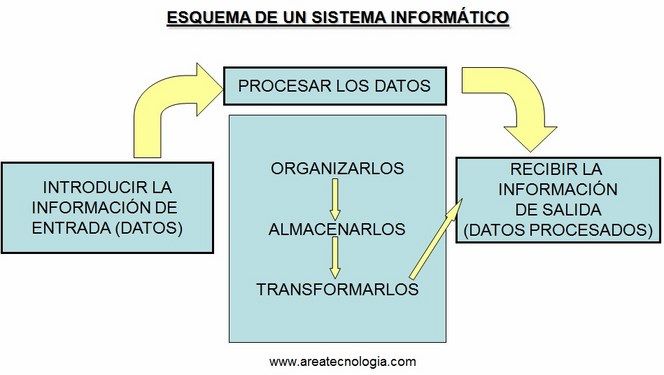 ESQUEMA DE UN SISTEMA INFORMÁTICO
PROCESAR LOS DATOS
INTRODUCIR LA
INFORMACIÓN DE
ENTRADA (DATOS)
ORGANIZARLOS
ALMACENARLOS
TRANSFORMARLOS
RECIBIR LA
INFORMACIÓN
DE SALIDA
(DATOS PROCESADOS)
www.areatecnologia.com